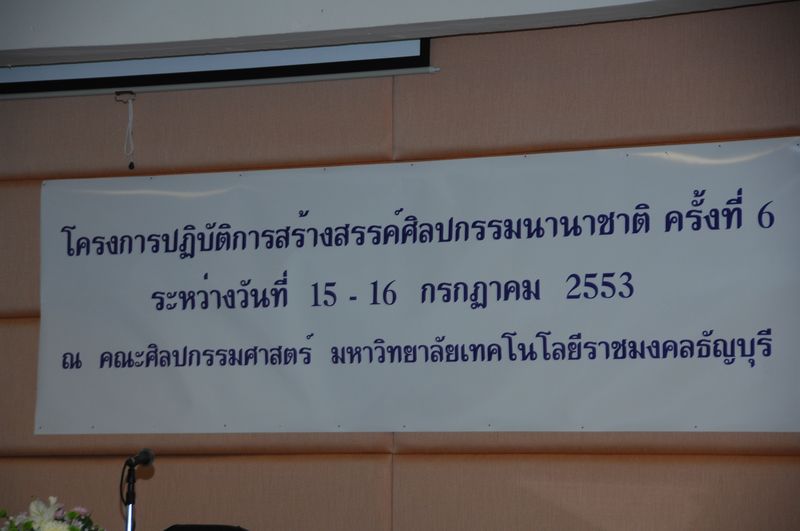 โครงการปฏิบัติการสร้างสรรค์ศิลปกรรมนานาชาติ ครั้งที่ 6
ระหว่างวันที่ 15 - 16 กรกฎาคม 2553
ณ คณะศิลปกรรมศาสตร์ มหาวิทยาลัยเทคโนโลยีราชมงคลธัญบุรี